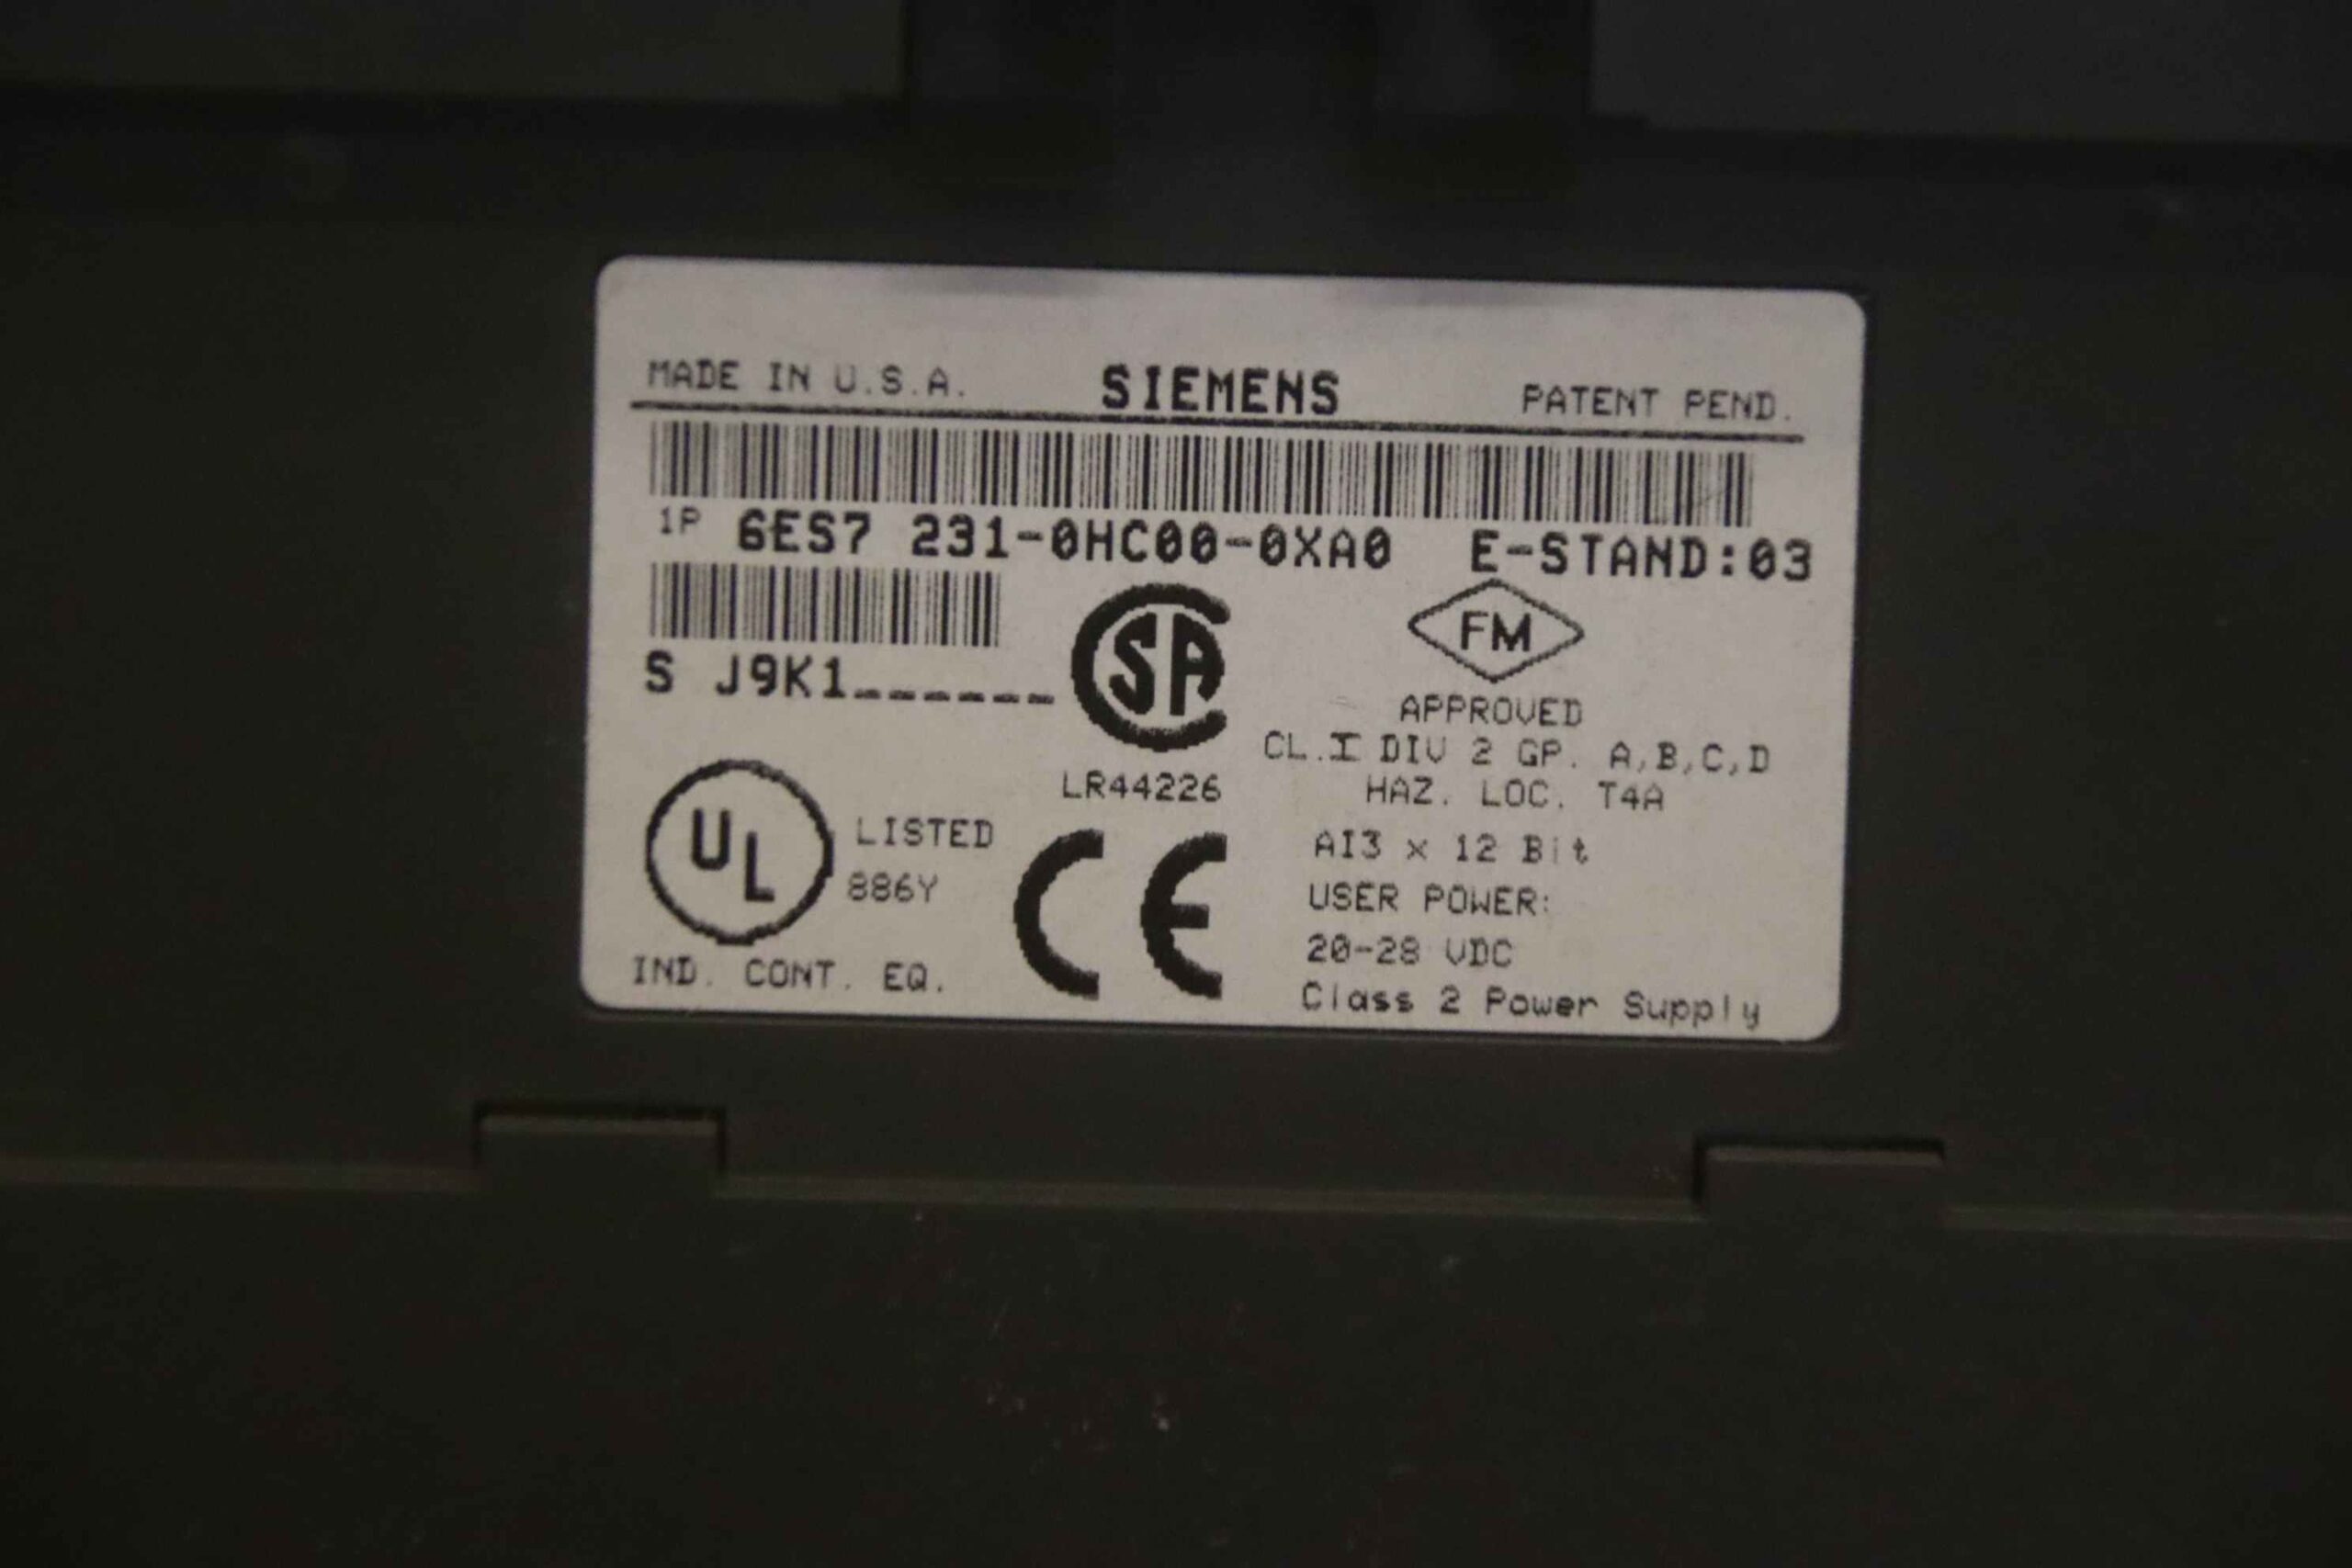 MADE IN U.S.A. SIEMENS PATENT PEND.
1P 6ES7 231-0HC00-0XA0 E-STAND:03
S J9K1______
SA
FM
APPROVED
CL.I DIV 2 GP. A,B,C,D
HAZ. LOC. T4A
LR44226
UL LISTED
886Y
IND. CONT. EQ.
CE
AI3 x 12 Bit
USER POWER:
20-28 VDC
Class 2 Power Supply